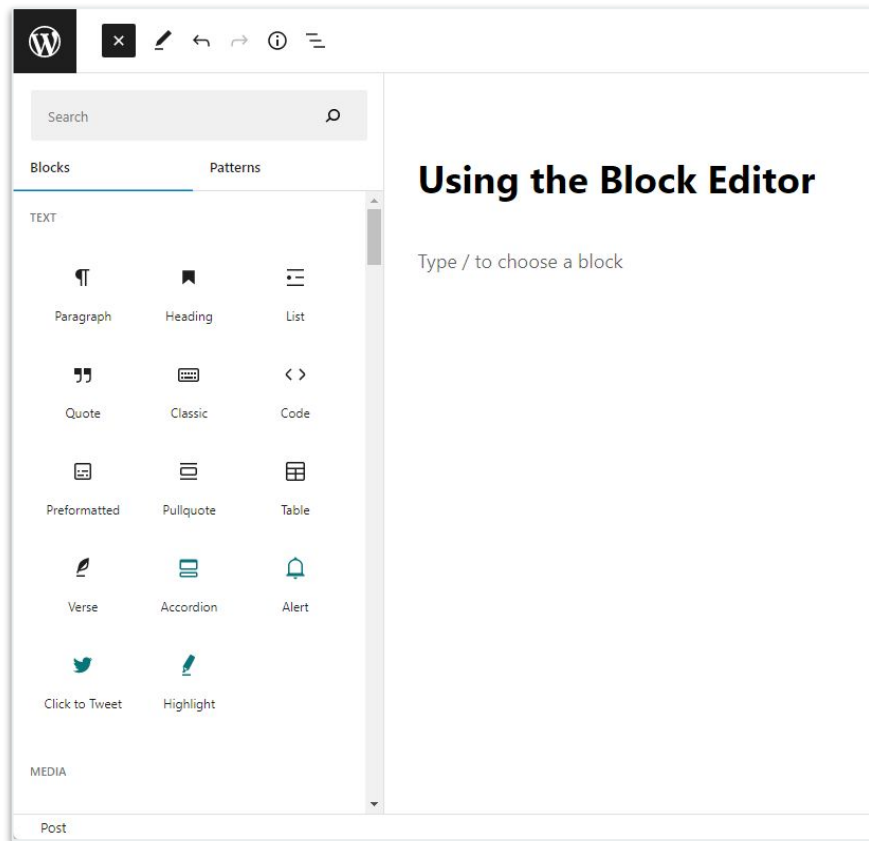 Search
Blocks Patterns
Using the Block Editor
TEXT
Type / to choose a block
Paragraph Heading List
Quote Classic Code
Preformatted Pullquote Table
Verse Accordion Alert
Click to Tweet Highlight
MEDIA
Post